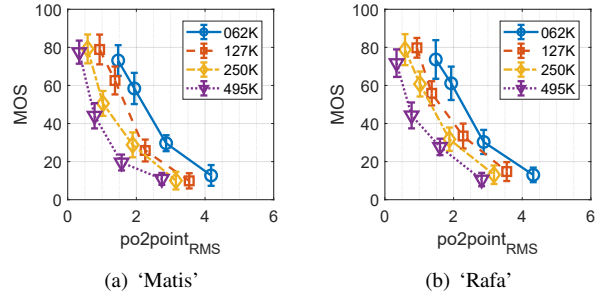 100
80
60
40
20
0
MOS
0 2 4 6
po2point_RMS
062K
127K
250K
495K
(a) ‘Matis’
100
80
60
40
20
0
MOS
0 2 4 6
po2point_RMS
062K
127K
250K
495K
(b) ‘Rafa’